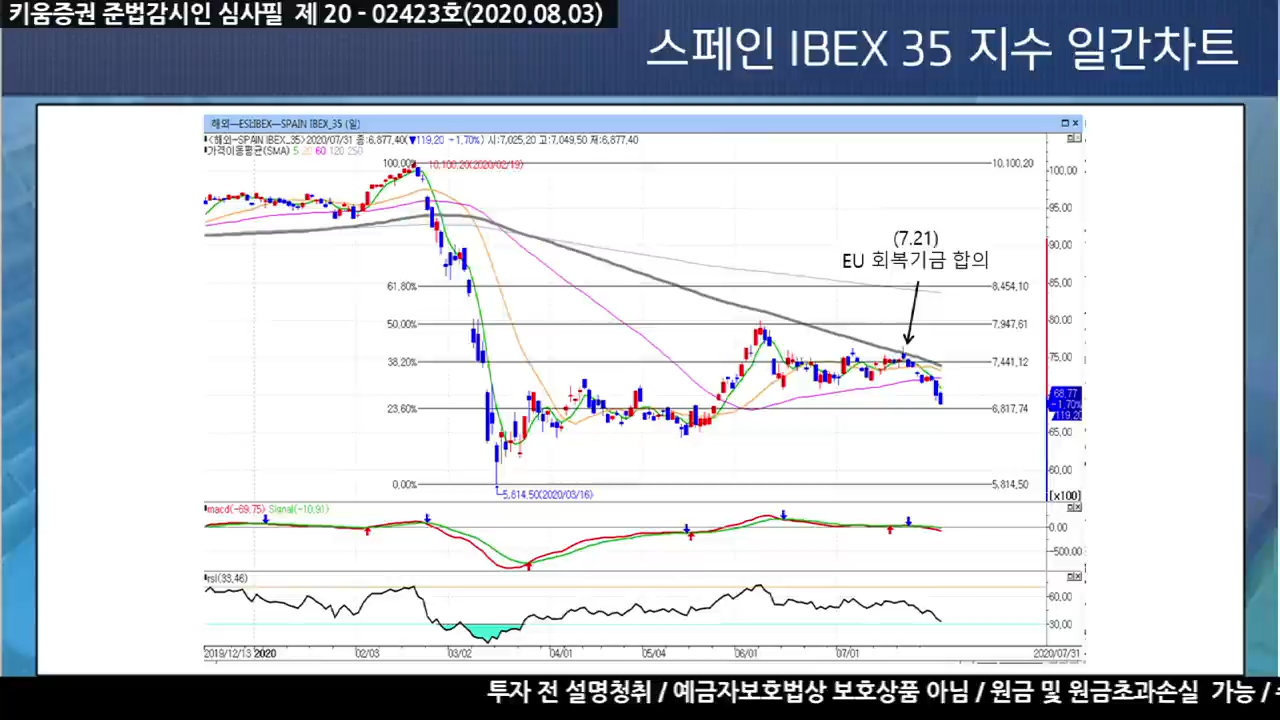 키움증권 준법감시인 심사필 제 20 - 02423호(2020.08.03)
스페인 IBEX 35 지수 일간차트
해외-ESI:IBEX-SPAIN IBEX_35 (일)
<해외-SPAIN IBEX_35>2020/07/31 종:6,877.40(▼119.20 -1.70%) 시:7,025.20 고:7,049.50 저:6,877.40
가격이동평균(SMA) 5 20 60 120 250
100.00% 10,100.20(2020/02/19) 10,100.20
61.80% 8,454.10
50.00% 7,947.61
38.20% 7,441.12
23.60% 6,817.74
0.00% 5,814.50
5,814.50(2020/03/16)
(7.21)
EU 회복기금 합의
100.00
95.00
90.00
85.00
80.00
75.00
68.77
-1.70%
119.20
65.00
60.00
[x100]
macd(-69.75) Signal(-10.91)
0.00
-500.00
rsi(33.46)
60.00
30.00
2019/12/13 2020 02/03 03/02 04/01 05/04 06/01 07/01 2020/07/31
투자 전 설명청취 / 예금자보호법상 보호상품 아님 / 원금 및 원금초과손실 가능 /